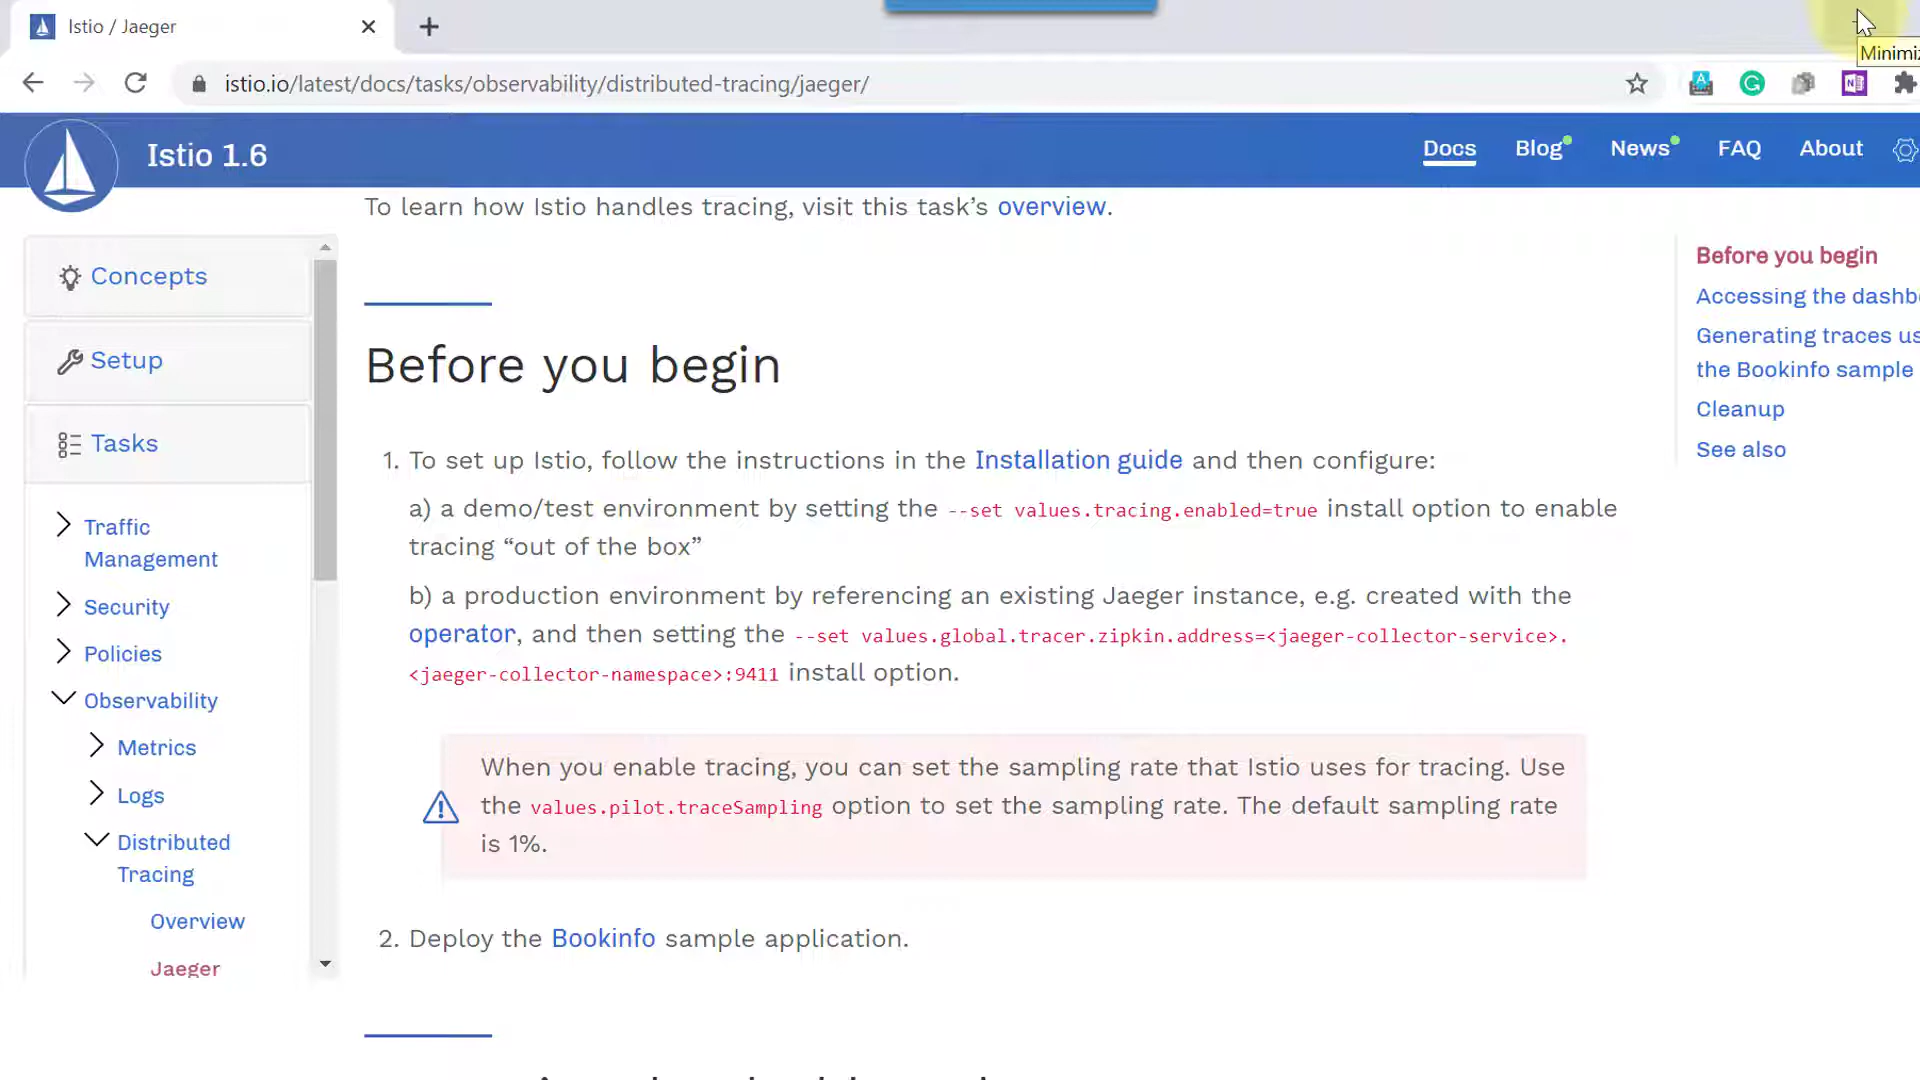 Istio / Jaeger
Minimiz
istio.io/latest/docs/tasks/observability/distributed-tracing/jaeger/
Istio 1.6
Docs
Blog
News
FAQ
About
To learn how Istio handles tracing, visit this task's overview.
Concepts
Setup
Tasks
Traffic
Management
Security
Policies
Observability
Metrics
Logs
Distributed
Tracing
Overview
Jaeger
Before you begin
1. To set up Istio, follow the instructions in the Installation guide and then configure:
a) a demo/test environment by setting the --set values.tracing.enabled=true install option to enable
tracing “out of the box”
b) a production environment by referencing an existing Jaeger instance, e.g. created with the
operator, and then setting the --set values.global.tracer.zipkin.address=<jaeger-collector-service>.
<jaeger-collector-namespace>:9411 install option.
When you enable tracing, you can set the sampling rate that Istio uses for tracing. Use
the values.pilot.traceSampling option to set the sampling rate. The default sampling rate
is 1%.
2. Deploy the Bookinfo sample application.
Before you begin
Accessing the dashb
Generating traces us
the Bookinfo sample
Cleanup
See also